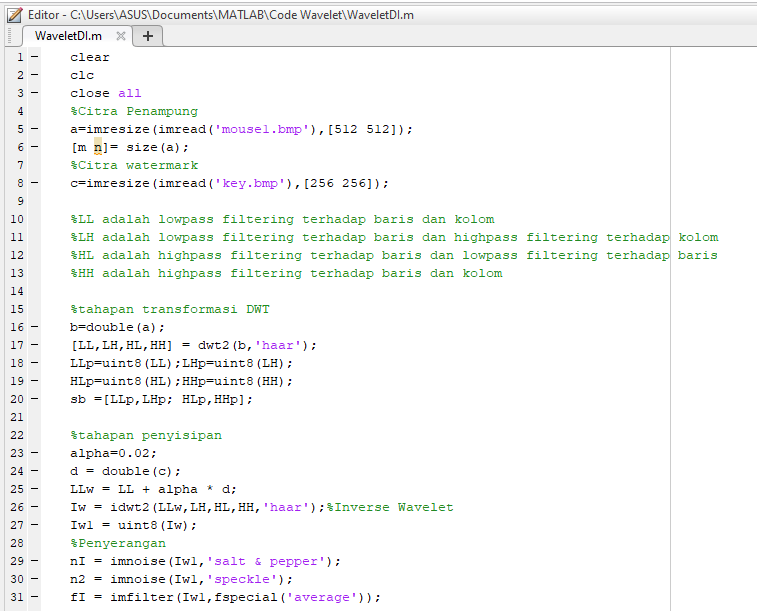 Editor - C:\Users\ASUS\Documents\MATLAB\Code Wavelet\WaveletDI.m
WaveletDI.m
1 clear
2 clc
3 close all
4 %Citra Penampung
5 a=imresize(imread('mouse1.bmp'),[512 512]);
6 [m n]= size(a);
7 %Citra watermark
8 c=imresize(imread('key.bmp'),[256 256]);
9
10 %LL adalah lowpass filtering terhadap baris dan kolom
11 %LH adalah lowpass filtering terhadap baris dan highpass filtering terhadap kolom
12 %HL adalah highpass filtering terhadap baris dan lowpass filtering terhadap baris
13 %HH adalah highpass filtering terhadap baris dan kolom
14
15 %tahapan transformasi DWT
16 b=double(a);
17 [LL,LH,HL,HH] = dwt2(b,'haar');
18 LLp=uint8(LL);LHp=uint8(LH);
19 HLp=uint8(HL);HHp=uint8(HH);
20 sb =[LLp,LHp; HLp,HHp];
21
22 %tahapan penyisipan
23 alpha=0.02;
24 d = double(c);
25 LLw = LL + alpha * d;
26 Iw = idwt2(LLw,LH,HL,HH,'haar');%Inverse Wavelet
27 Iw1 = uint8(Iw);
28 %Penyerangan
29 nI = imnoise(Iw1,'salt & pepper');
30 n2 = imnoise(Iw1,'speckle');
31 fI = imfilter(Iw1,fspecial('average'));